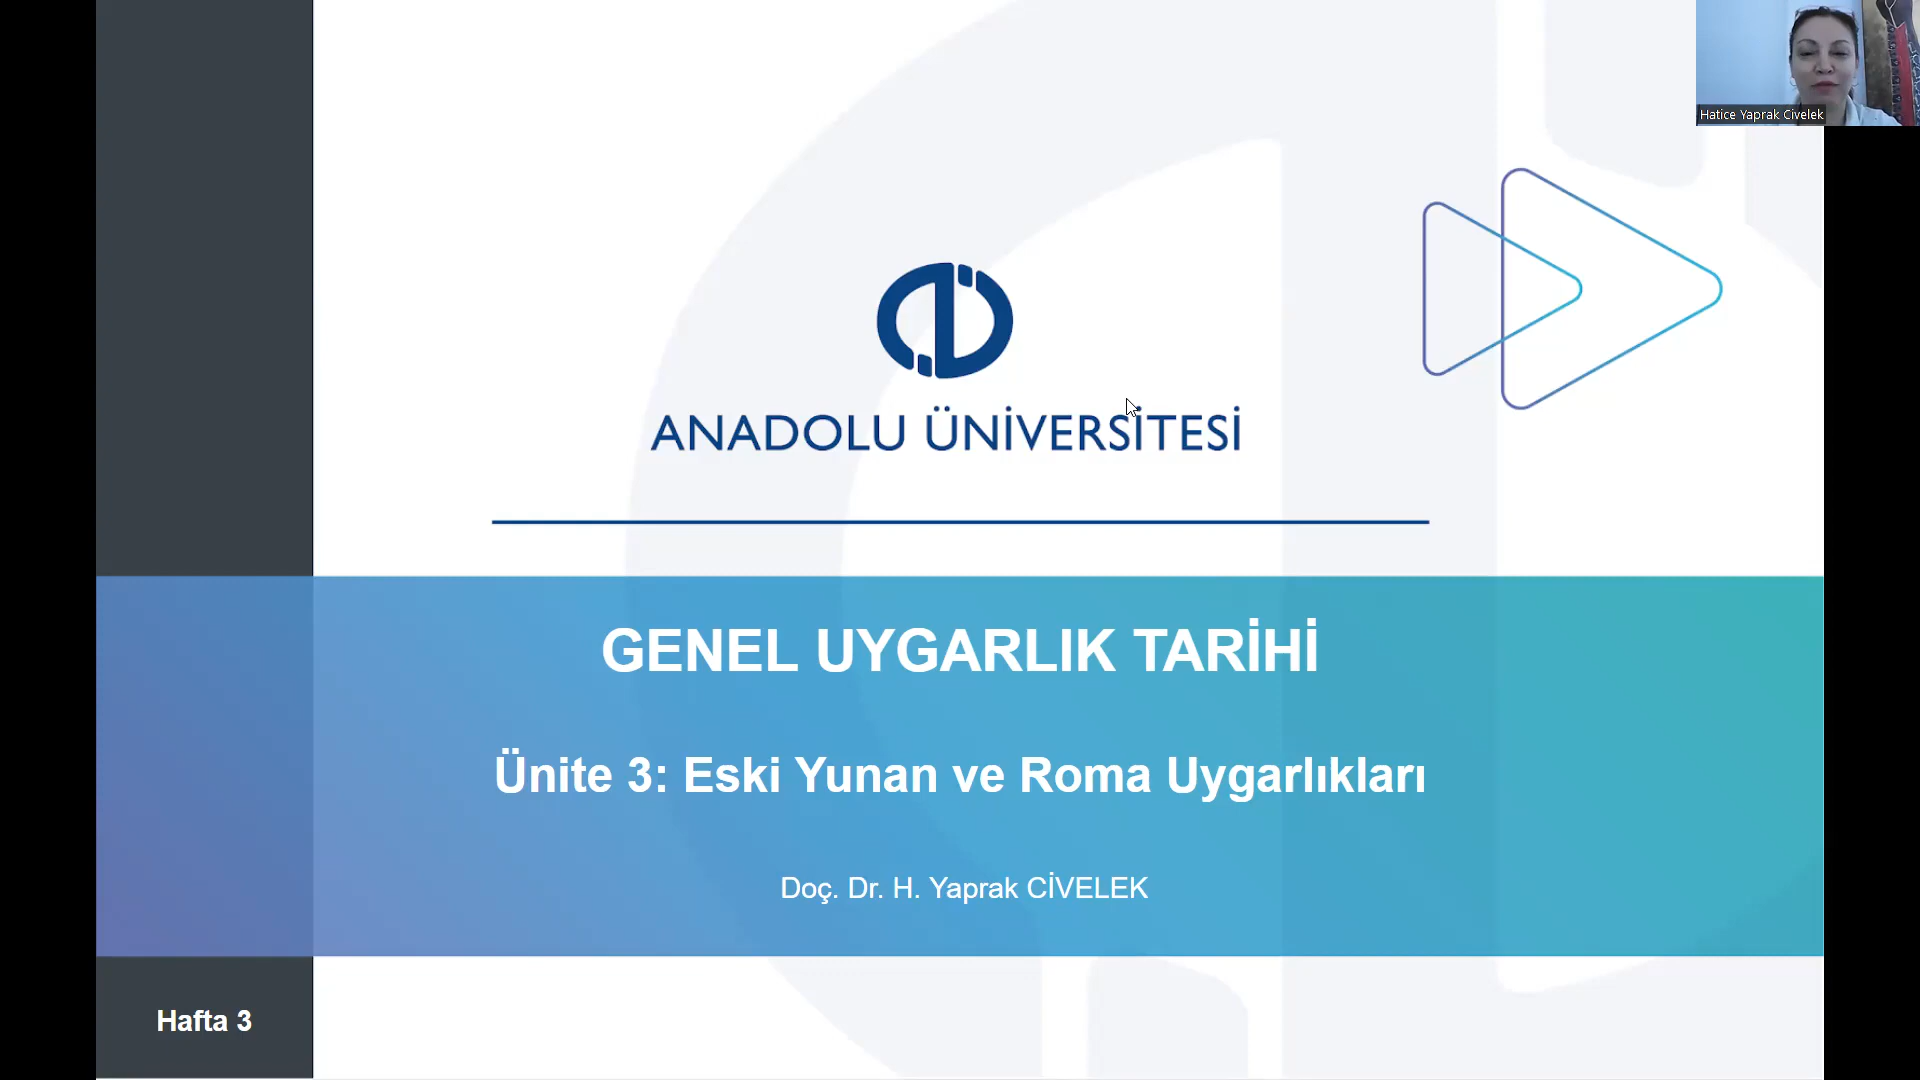 Hatice Yaprak Civelek
ANADOLU ÜNİVERSİTESİ
GENEL UYGARLIK TARİHİ
Ünite 3: Eski Yunan ve Roma Uygarlıkları
Doç. Dr. H. Yaprak CİVELEK
Hafta 3